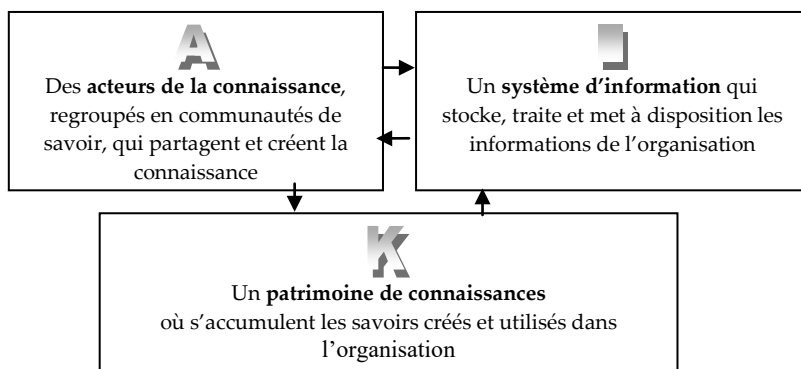 A
Des acteurs de la connaissance,
regroupés en communautés de
savoir, qui partagent et créent la
connaissance
Un système d’information qui
stocke, traite et met à disposition les
informations de l’organisation
K
Un patrimoine de connaissances
où s’accumulent les savoirs créés et utilisés dans
l’organisation